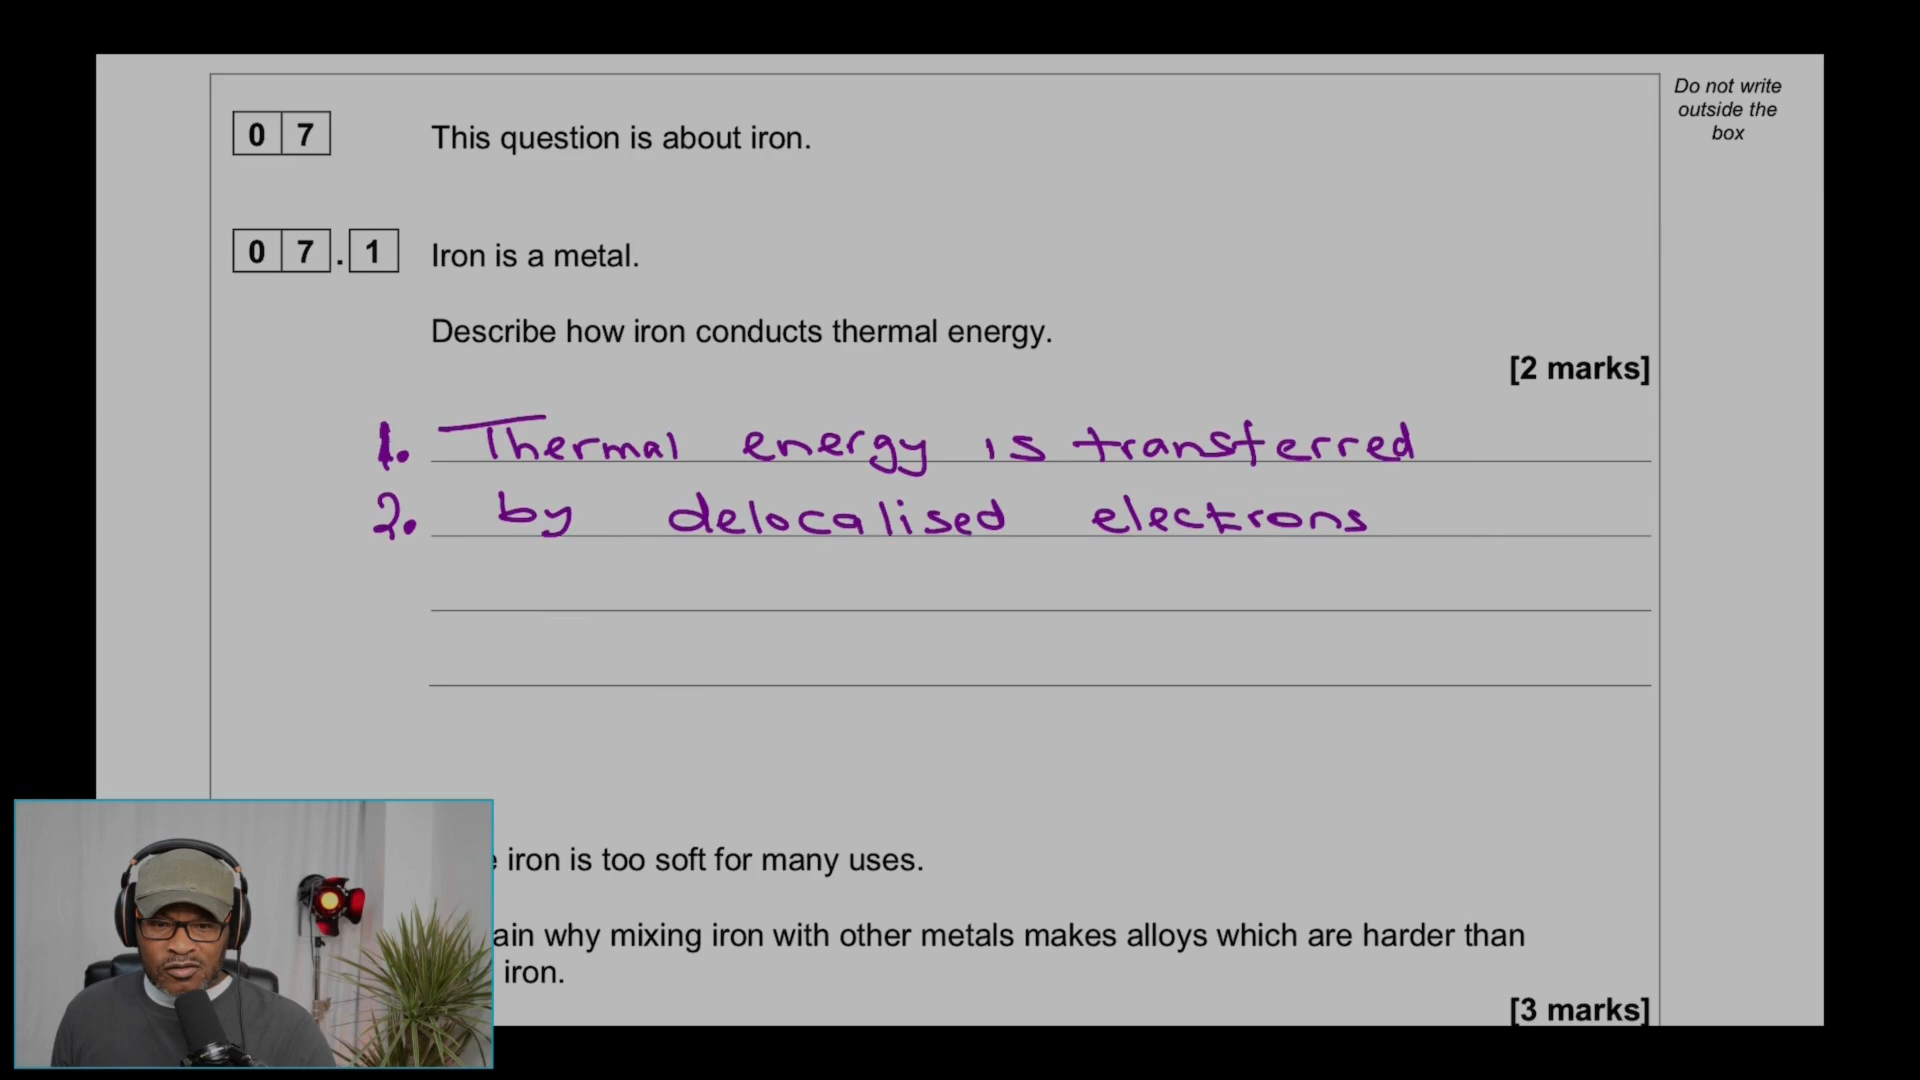 Do not write
outside the
box
0 7 This question is about iron.
0 7 . 1 Iron is a metal.
Describe how iron conducts thermal energy.
[2 marks]
1. Thermal energy is transferred
2. by delocalised electrons
iron is too soft for many uses.
ain why mixing iron with other metals makes alloys which are harder than
iron.
[3 marks]